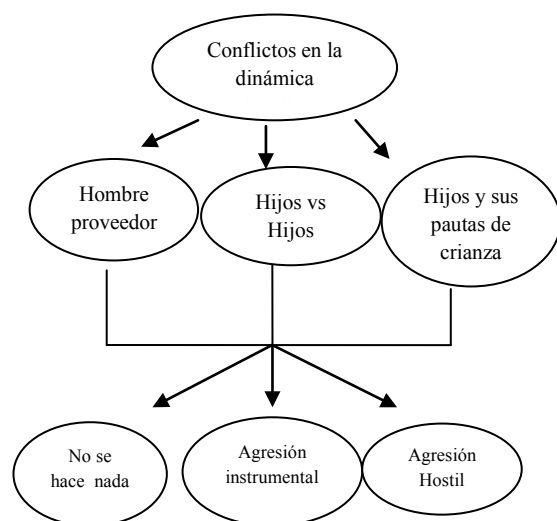 Conflictos en la
dinámica
Hombre
proveedor
Hijos vs
Hijos
Hijos y sus
pautas de
crianza
No se
hace nada
Agresión
instrumental
Agresión
Hostil